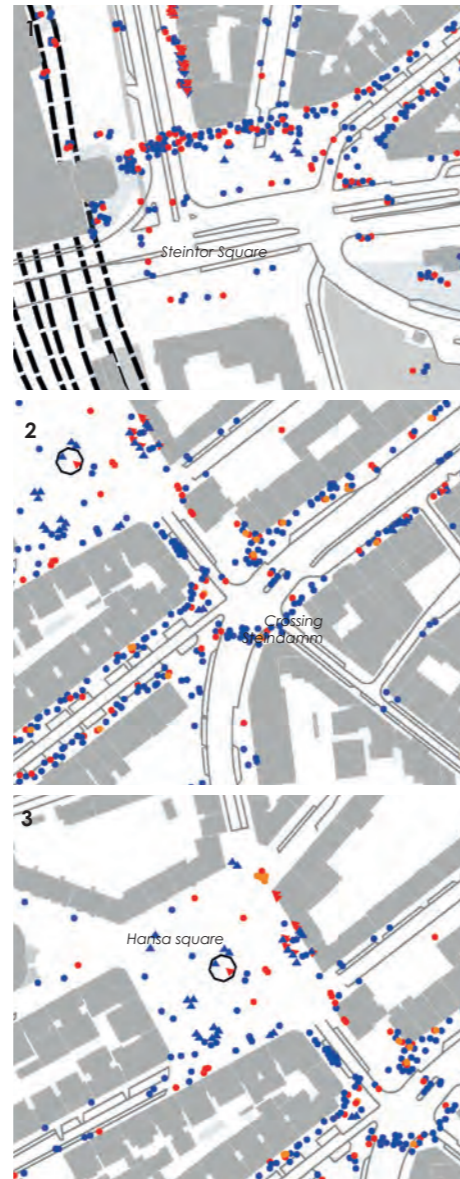 1
Steintor Square
2
Crossing
Steindamm
3
Hansa square